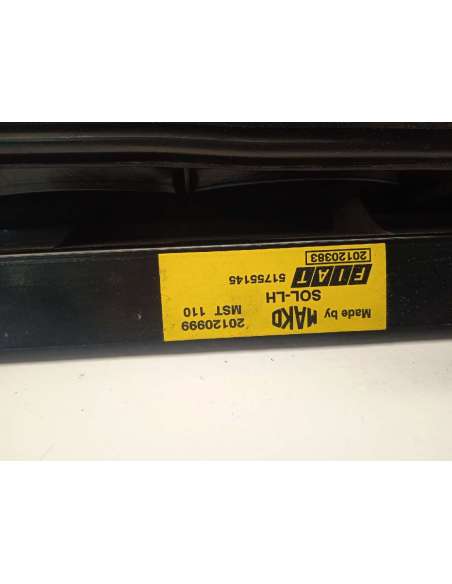 Made by
MAKO
SOL-LH
20120999
MST 110
FIAT
51755145
20120383